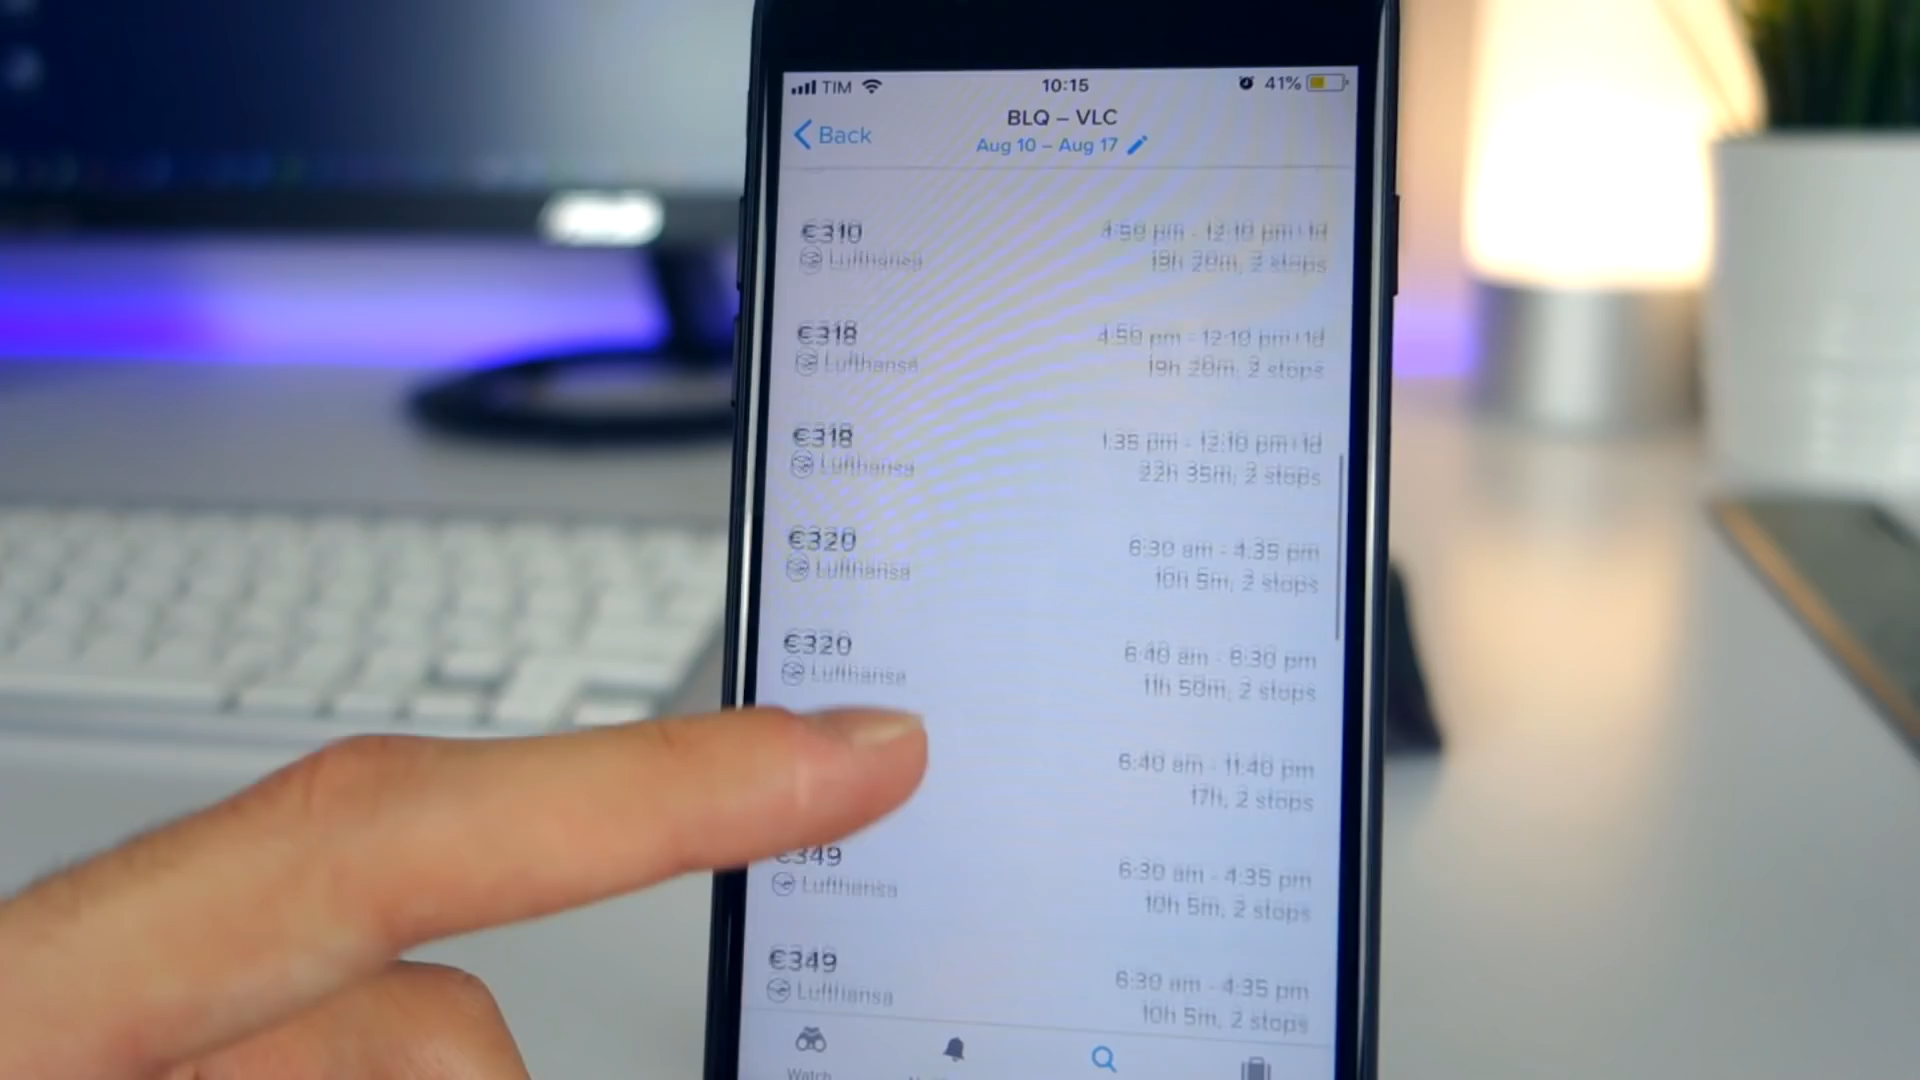 TIM 10:15 41%
Back BLQ – VLC
Aug 10 – Aug 17
€310 4:50 pm - 12:10 pm+1d
Lufthansa 19h 20m, 2 stops
€318 4:50 pm - 12:10 pm+1d
Lufthansa 19h 20m, 2 stops
€318 1:35 pm - 12:10 pm+1d
Lufthansa 22h 35m, 2 stops
€320 6:30 am - 4:35 pm
Lufthansa 10h 5m, 2 stops
€320 6:40 am - 6:30 pm
Lufthansa 11h 50m, 2 stops
6:40 am - 11:40 pm
17h, 2 stops
€349 6:30 am - 4:35 pm
Lufthansa 10h 5m, 2 stops
€349 6:30 am - 4:35 pm
Lufthansa 10h 5m, 2 stops
Watch